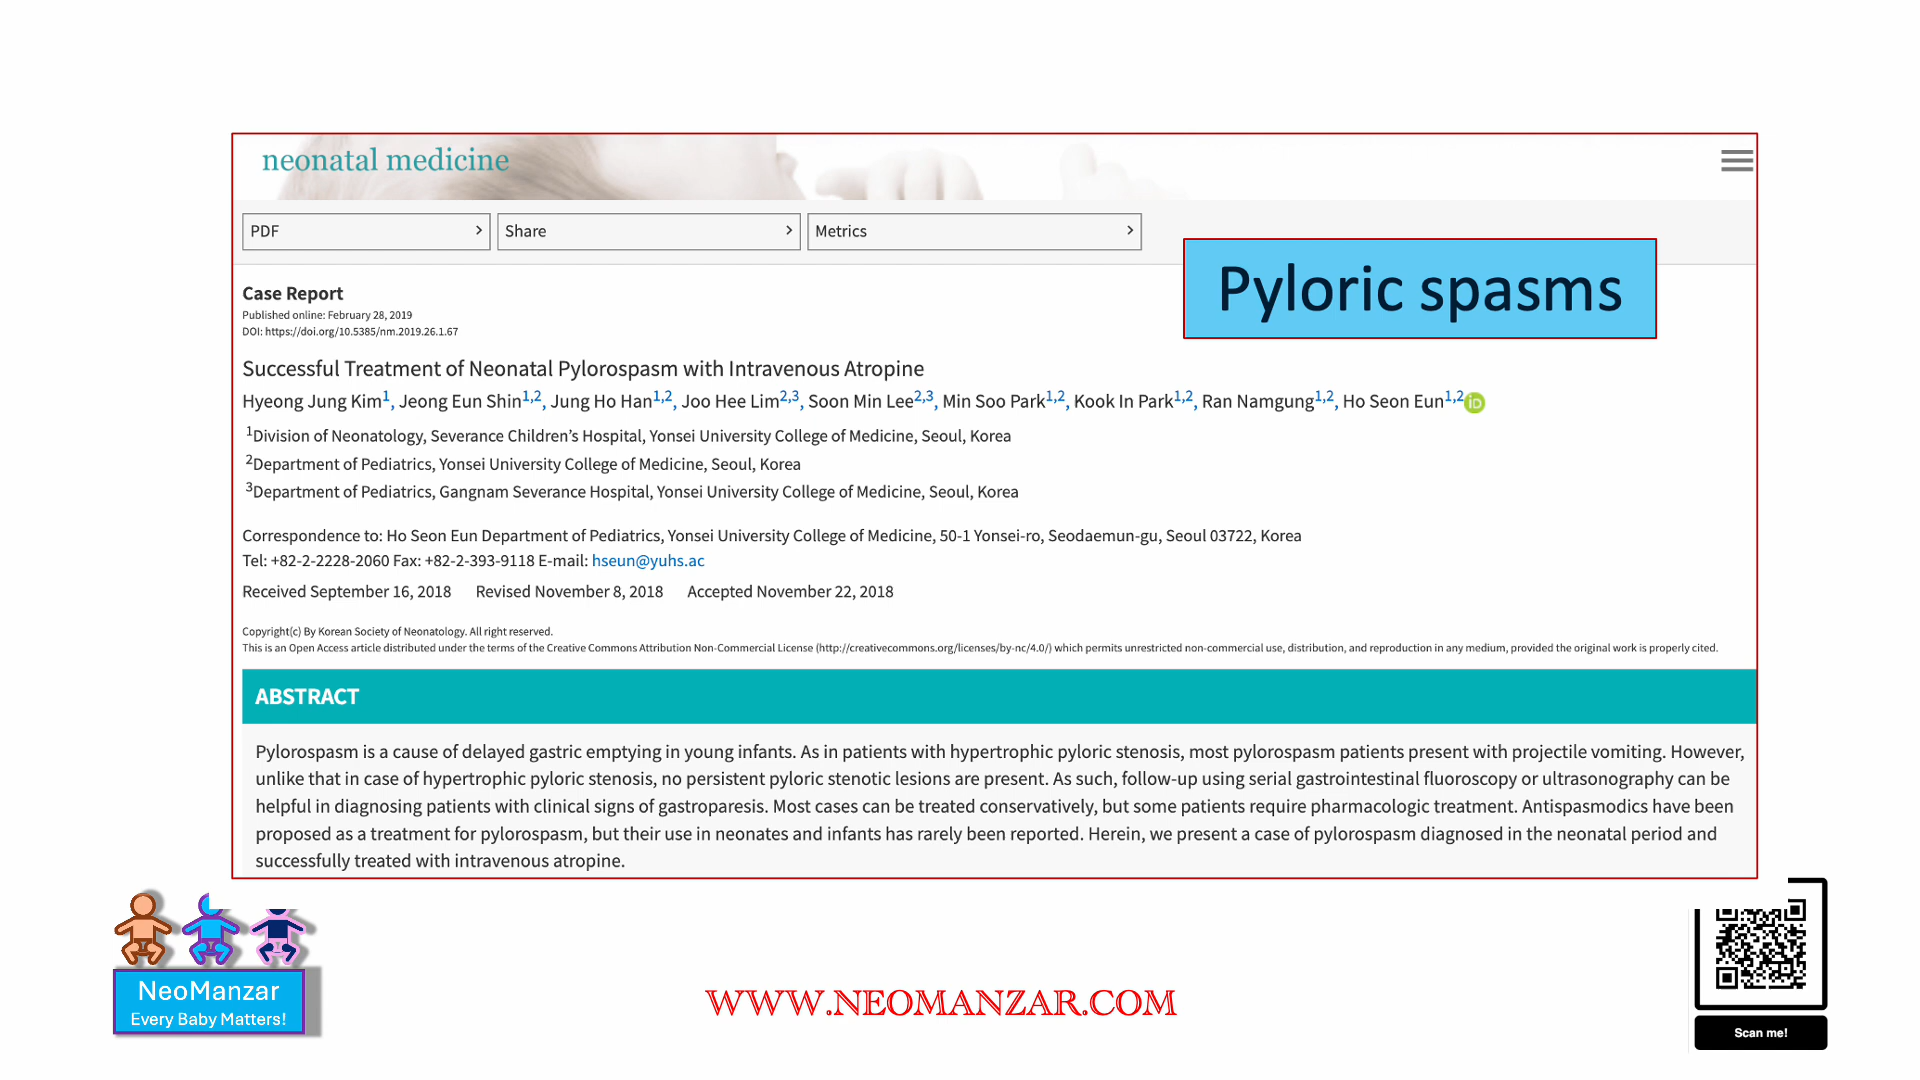 neonatal medicine
PDF
Share
Metrics
Pyloric spasms
Case Report
Published online: February 28, 2019
DOI: https://doi.org/10.5385/nm.2019.26.1.67
Successful Treatment of Neonatal Pylorospasm with Intravenous Atropine
Hyeong Jung Kim1, Jeong Eun Shin1,2, Jung Ho Han1,2, Joo Hee Lim2,3, Soon Min Lee2,3, Min Soo Park1,2, Kook In Park1,2, Ran Namgung1,2, Ho Seon Eun1,2 iD
1Division of Neonatology, Severance Children’s Hospital, Yonsei University College of Medicine, Seoul, Korea
2Department of Pediatrics, Yonsei University College of Medicine, Seoul, Korea
3Department of Pediatrics, Gangnam Severance Hospital, Yonsei University College of Medicine, Seoul, Korea
Correspondence to: Ho Seon Eun Department of Pediatrics, Yonsei University College of Medicine, 50-1 Yonsei-ro, Seodaemun-gu, Seoul 03722, Korea
Tel: +82-2-2228-2060 Fax: +82-2-393-9118 E-mail: hseun@yuhs.ac
Received September 16, 2018 Revised November 8, 2018 Accepted November 22, 2018
Copyright(c) By Korean Society of Neonatology. All right reserved.
This is an Open Access article distributed under the terms of the Creative Commons Attribution Non-Commercial License (http://creativecommons.org/licenses/by-nc/4.0/) which permits unrestricted non-commercial use, distribution, and reproduction in any medium, provided the original work is properly cited.
ABSTRACT
Pylorospasm is a cause of delayed gastric emptying in young infants. As in patients with hypertrophic pyloric stenosis, most pylorospasm patients present with projectile vomiting. However,
unlike that in case of hypertrophic pyloric stenosis, no persistent pyloric stenotic lesions are present. As such, follow-up using serial gastrointestinal fluoroscopy or ultrasonography can be
helpful in diagnosing patients with clinical signs of gastroparesis. Most cases can be treated conservatively, but some patients require pharmacologic treatment. Antispasmodics have been
proposed as a treatment for pylorospasm, but their use in neonates and infants has rarely been reported. Herein, we present a case of pylorospasm diagnosed in the neonatal period and
successfully treated with intravenous atropine.
NeoManzar
Every Baby Matters!
WWW.NEOMANZAR.COM
Scan me!